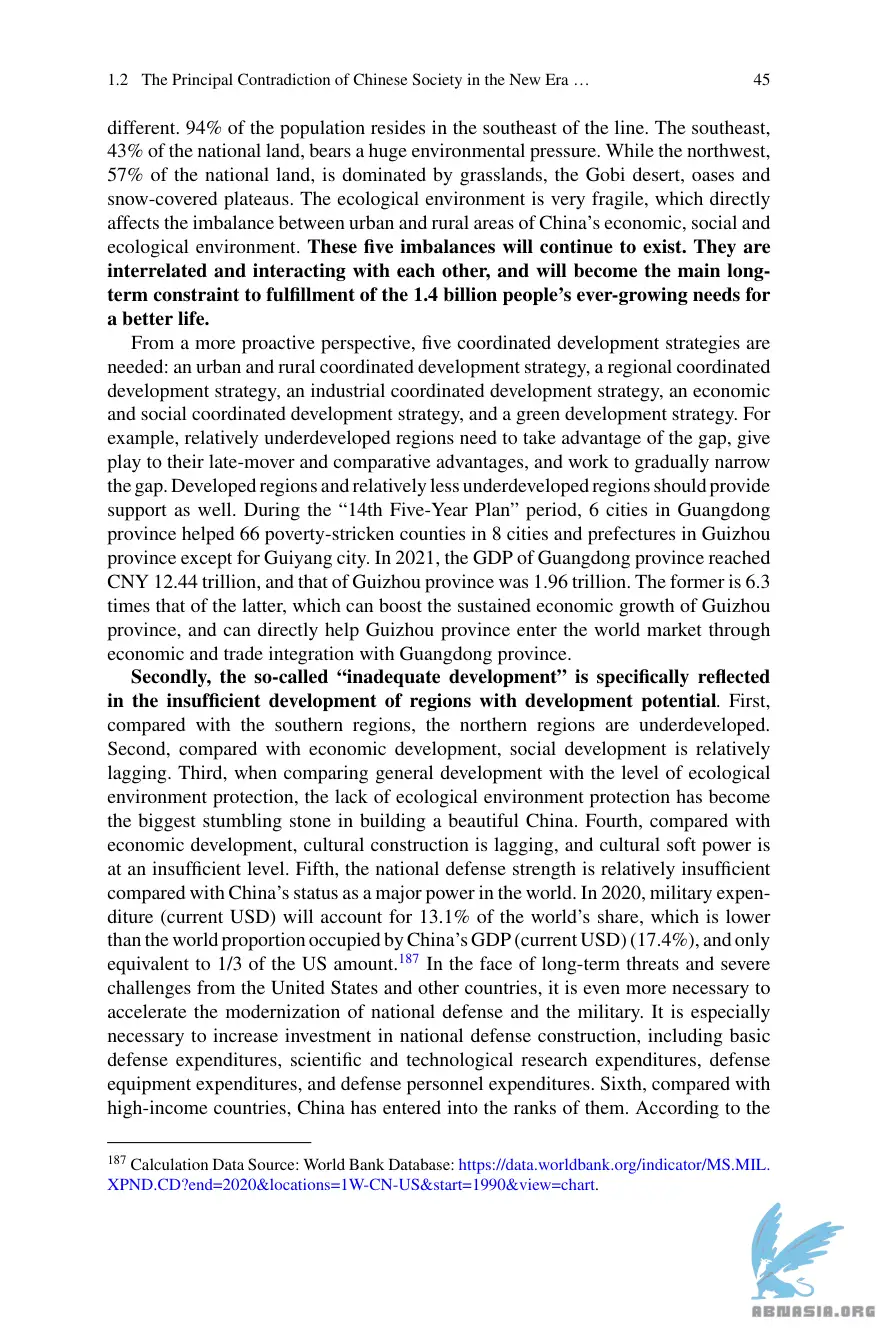 1.2 The Principal Contradiction of Chinese Society in the New Era … 45
different. 94% of the population resides in the southeast of the line. The southeast,
43% of the national land, bears a huge environmental pressure. While the northwest,
57% of the national land, is dominated by grasslands, the Gobi desert, oases and
snow-covered plateaus. The ecological environment is very fragile, which directly
affects the imbalance between urban and rural areas of China's economic, social and
ecological environment. These five imbalances will continue to exist. They are
interrelated and interacting with each other, and will become the main long-
term constraint to fulfillment of the 1.4 billion people's ever-growing needs for
a better life.
From a more proactive perspective, five coordinated development strategies are
needed: an urban and rural coordinated development strategy, a regional coordinated
development strategy, an industrial coordinated development strategy, an economic
and social coordinated development strategy, and a green development strategy. For
example, relatively underdeveloped regions need to take advantage of the gap, give
play to their late-mover and comparative advantages, and work to gradually narrow
the gap. Developed regions and relatively less underdeveloped regions should provide
support as well. During the “14th Five-Year Plan” period, 6 cities in Guangdong
province helped 66 poverty-stricken counties in 8 cities and prefectures in Guizhou
province except for Guiyang city. In 2021, the GDP of Guangdong province reached
CNY 12.44 trillion, and that of Guizhou province was 1.96 trillion. The former is 6.3
times that of the latter, which can boost the sustained economic growth of Guizhou
province, and can directly help Guizhou province enter the world market through
economic and trade integration with Guangdong province.
Secondly, the so-called “inadequate development” is specifically reflected
in the insufficient development of regions with development potential. First,
compared with the southern regions, the northern regions are underdeveloped.
Second, compared with economic development, social development is relatively
lagging. Third, when comparing general development with the level of ecological
environment protection, the lack of ecological environment protection has become
the biggest stumbling stone in building a beautiful China. Fourth, compared with
economic development, cultural construction is lagging, and cultural soft power is
at an insufficient level. Fifth, the national defense strength is relatively insufficient
compared with China's status as a major power in the world. In 2020, military expen-
diture (current USD) will account for 13.1% of the world's share, which is lower
than the world proportion occupied by China's GDP (current USD) (17.4%), and only
equivalent to 1/3 of the US amount.187 In the face of long-term threats and severe
challenges from the United States and other countries, it is even more necessary to
accelerate the modernization of national defense and the military. It is especially
necessary to increase investment in national defense construction, including basic
defense expenditures, scientific and technological research expenditures, defense
equipment expenditures, and defense personnel expenditures. Sixth, compared with
high-income countries, China has entered into the ranks of them. According to the
187 Calculation Data Source: World Bank Database: https://data.worldbank.org/indicator/MS.MIL.
XPND.CD?end=2020&locations=1W-CN-US&start=1990&view=chart.
ABNASIA.ORG